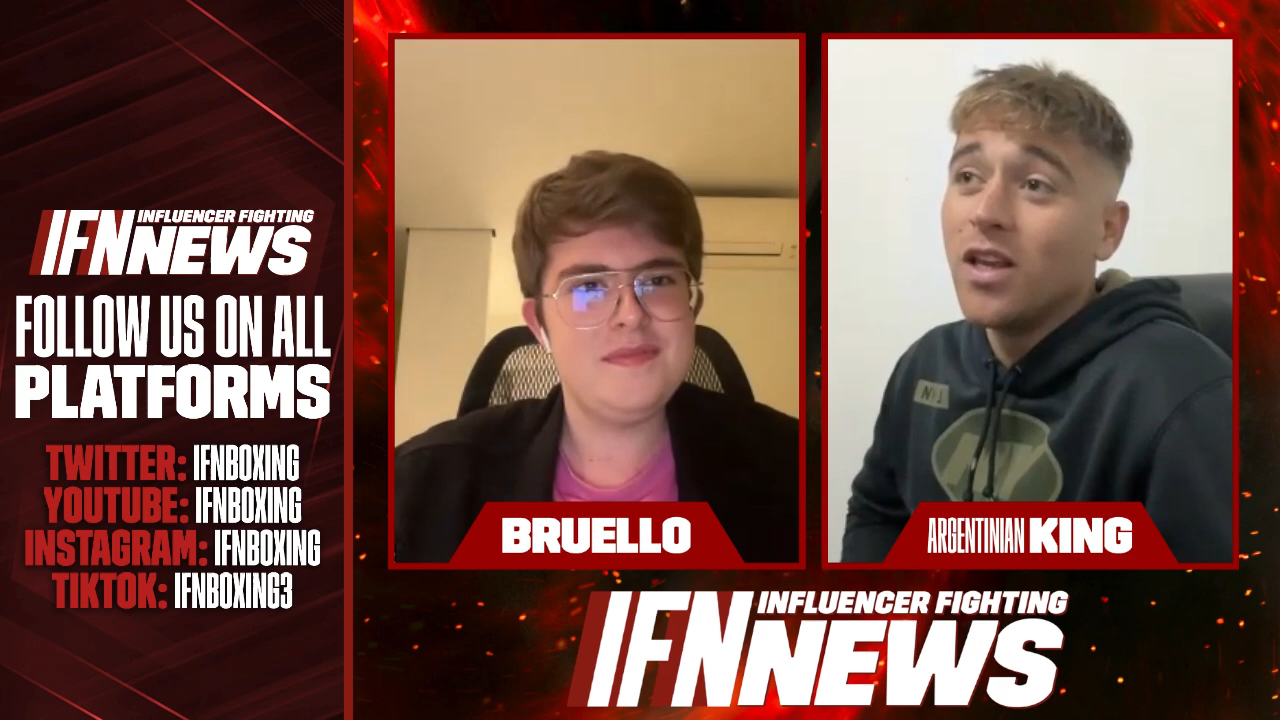 IFN INFLUENCER FIGHTING
NEWS
FOLLOW US ON ALL
PLATFORMS
TWITTER: IFNBOXING
YOUTUBE: IFNBOXING
INSTAGRAM: IFNBOXING
TIKTOK: IFNBOXING3
NIL
BRUELLO
ARGENTINIAN KING
IFN INFLUENCER FIGHTING
NEWS